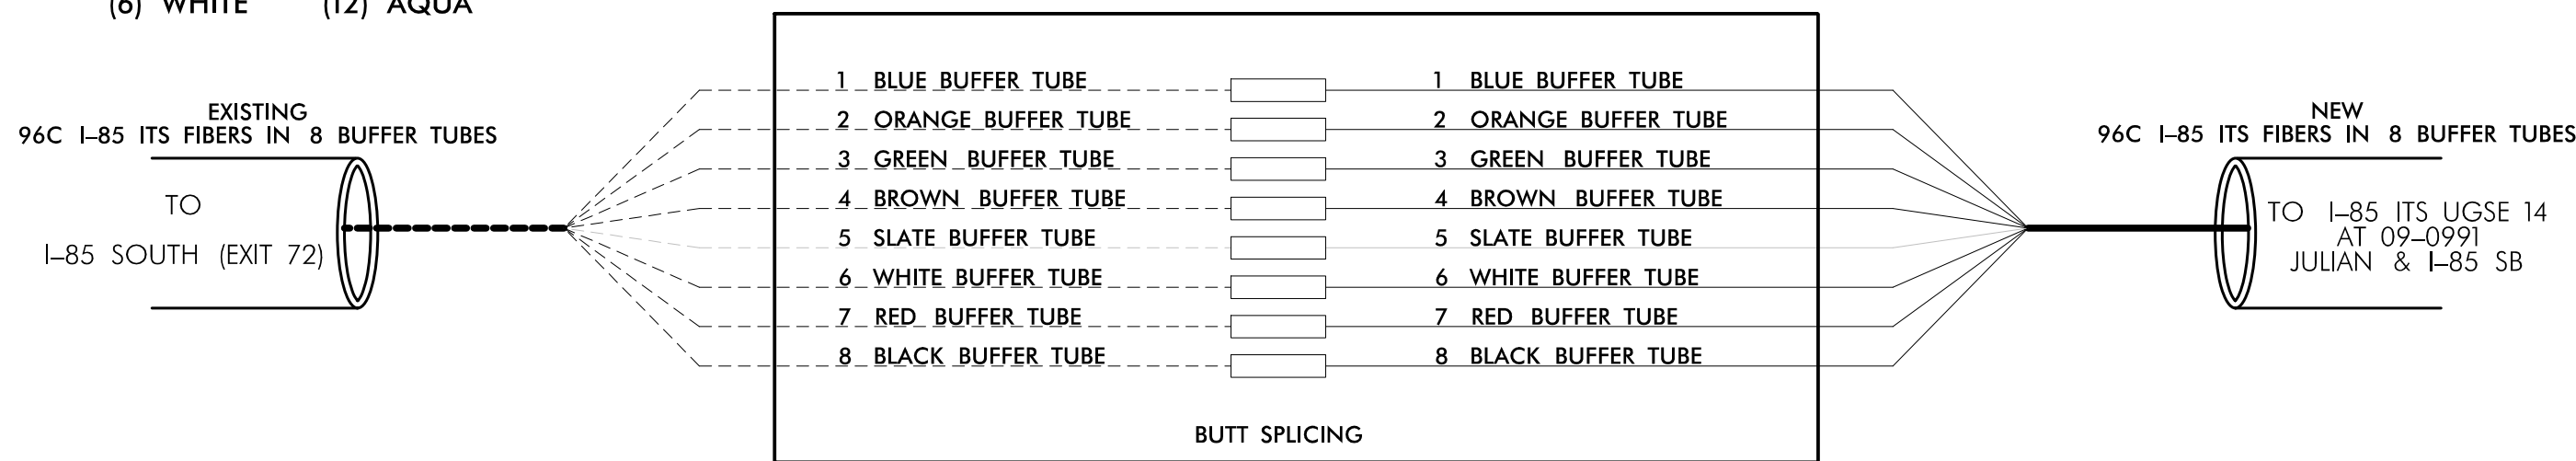 (6) WHITE (12) AQUA
EXISTING
96C I–85 ITS FIBERS IN 8 BUFFER TUBES
TO
I–85 SOUTH (EXIT 72)
1 BLUE BUFFER TUBE
2 ORANGE BUFFER TUBE
3 GREEN BUFFER TUBE
4 BROWN BUFFER TUBE
5 SLATE BUFFER TUBE
6 WHITE BUFFER TUBE
7 RED BUFFER TUBE
8 BLACK BUFFER TUBE
1 BLUE BUFFER TUBE
2 ORANGE BUFFER TUBE
3 GREEN BUFFER TUBE
4 BROWN BUFFER TUBE
5 SLATE BUFFER TUBE
6 WHITE BUFFER TUBE
7 RED BUFFER TUBE
8 BLACK BUFFER TUBE
BUTT SPLICING
NEW
96C I–85 ITS FIBERS IN 8 BUFFER TUBES
TO I–85 ITS UGSE 14
AT 09–0991
JULIAN & I–85 SB